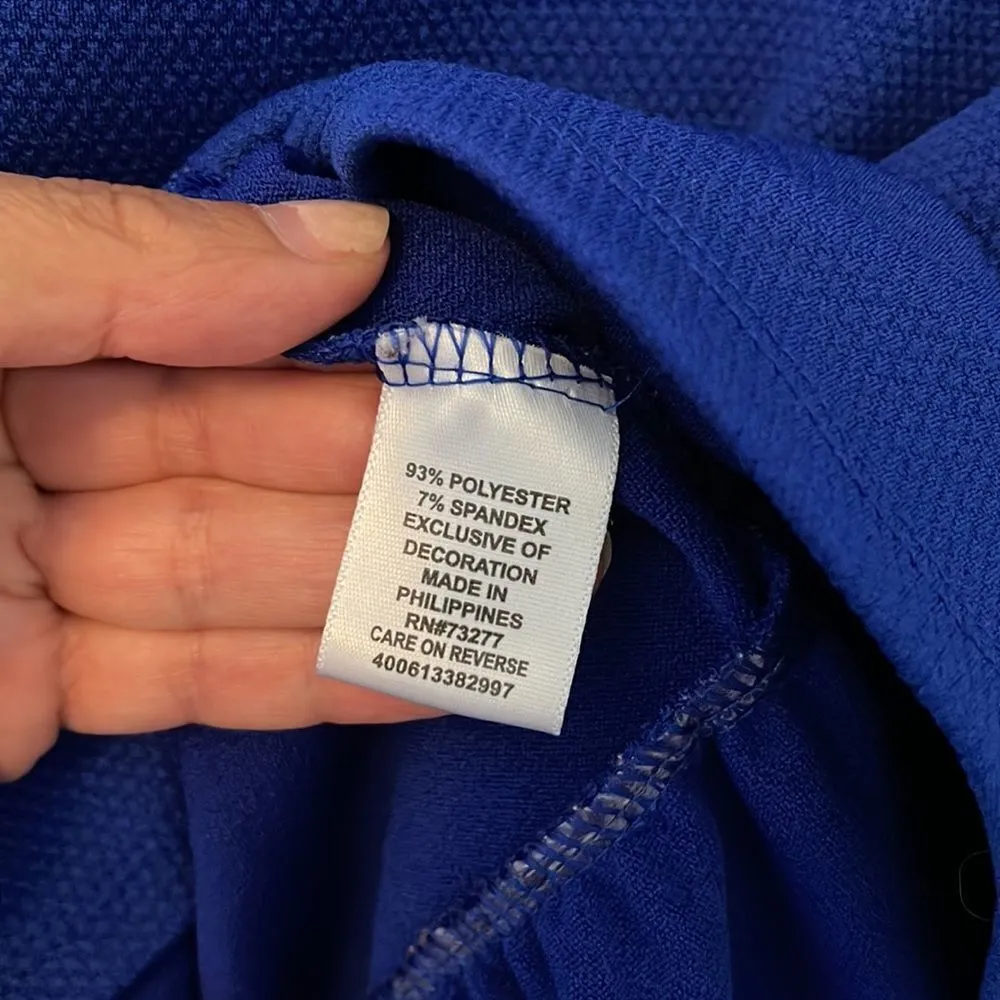 93% POLYESTER
7% SPANDEX
EXCLUSIVE OF
DECORATION
MADE IN
PHILIPPINES
RN#73277
CARE ON REVERSE
400613382997